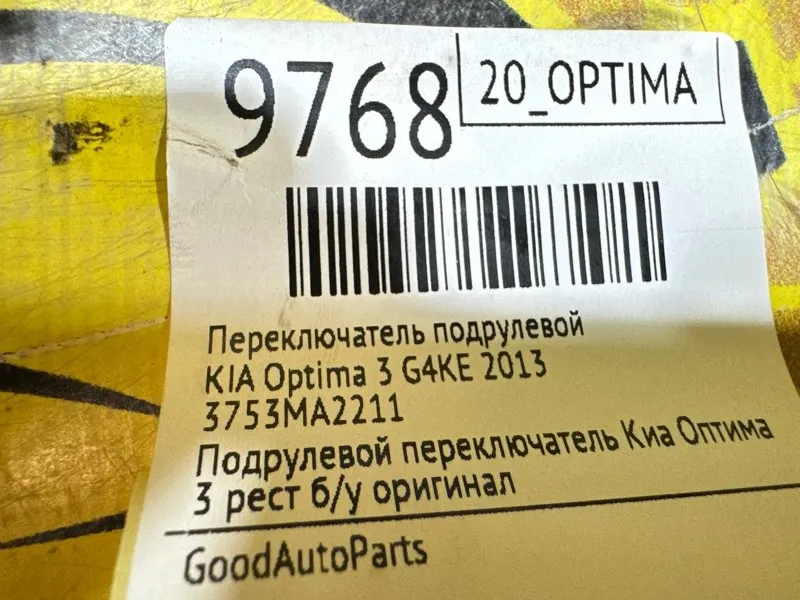 9768
20_OPTIMA
Переключатель подрулевой
KIA Optima 3 G4KE 2013
3753MA2211
Подрулевой переключатель Киа Оптима
3 рест б/у оригинал
GoodAutoParts